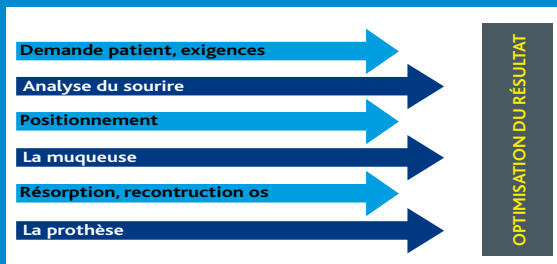 Demande patient, exigences
Analyse du sourire
Positionnement
La muqueuse
Résorption, recontruction os
La prothèse
OPTIMISATION DU RÉSULTAT